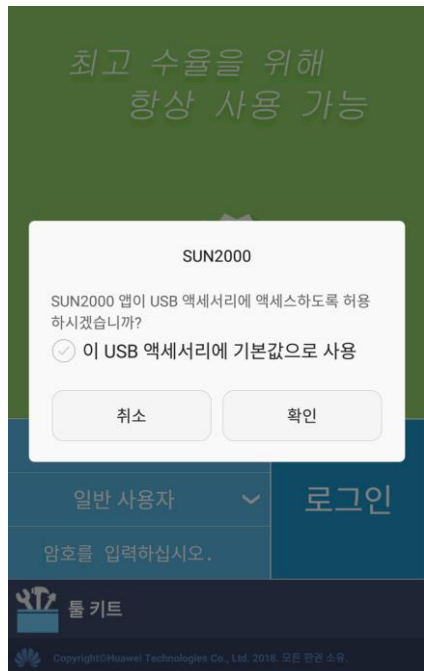 최고 수율을 위해
항상 사용 가능
SUN2000
SUN2000 앱이 USB 액세서리에 액세스하도록 허용
하시겠습니까?
이 USB 액세서리에 기본값으로 사용
취소
확인
일반 사용자
로그인
암호를 입력하십시오.
툴 키트
Copyright©Huawei Technologies Co., Ltd. 2018. 모든 판권 소유.